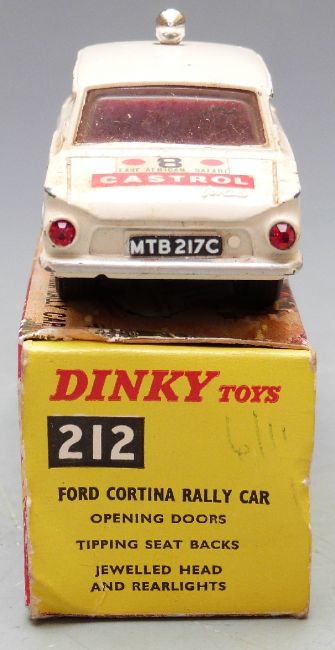 8
EAST AFRICAN SAFARI
CASTROL
MTB 217C
DINKY TOYS
212
6/11
FORD CORTINA RALLY CAR
OPENING DOORS
TIPPING SEAT BACKS
JEWELLED HEAD
AND REARLIGHTS